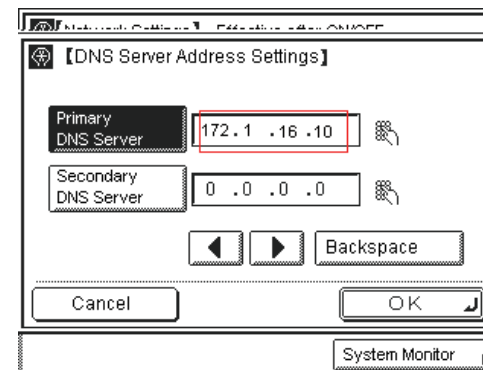 【DNS Server Address Settings】
Primary
DNS Server
172.1 .16 .10
Secondary
DNS Server
0 .0 .0 .0
Backspace
Cancel
OK
System Monitor